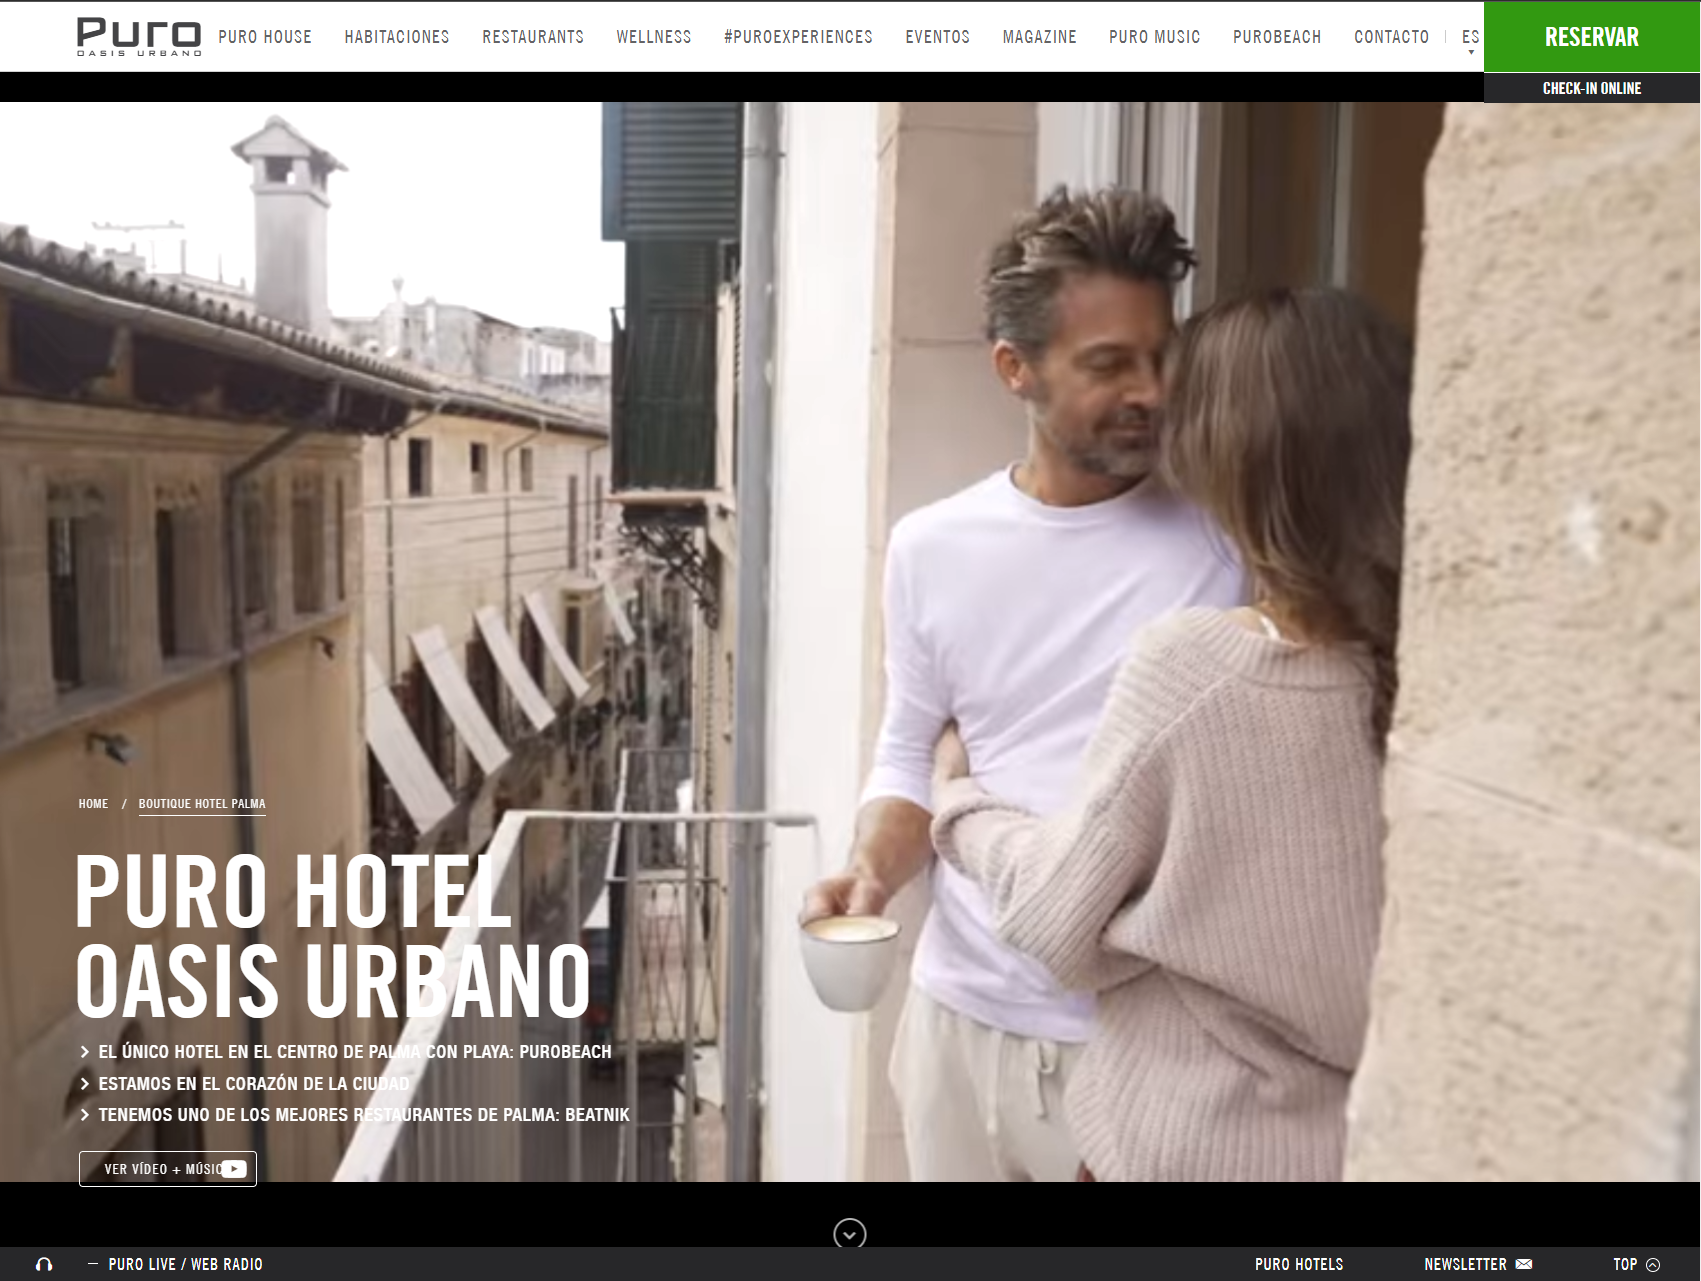 PURO
OASIS URBANO
PURO HOUSE
HABITACIONES
RESTAURANTS
WELLNESS
#PUROEXPERIENCES
EVENTOS
MAGAZINE
PURO MUSIC
PUROBEACH
CONTACTO
ES
RESERVAR
CHECK-IN ONLINE
HOME / BOUTIQUE HOTEL PALMA
PURO HOTEL
OASIS URBANO
EL ÚNICO HOTEL EN EL CENTRO DE PALMA CON PLAYA: PUROBEACH
ESTAMOS EN EL CORAZÓN DE LA CIUDAD
TENEMOS UNO DE LOS MEJORES RESTAURANTES DE PALMA: BEATNIK
VER VÍDEO + MÚSIC
PURO LIVE / WEB RADIO
PURO HOTELS
NEWSLETTER
TOP